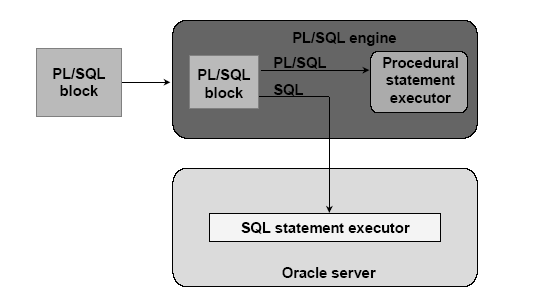 PL/SQL engine
PL/SQL
block
PL/SQL
block
PL/SQL
SQL
Procedural
statement
executor
SQL statement executor
Oracle server